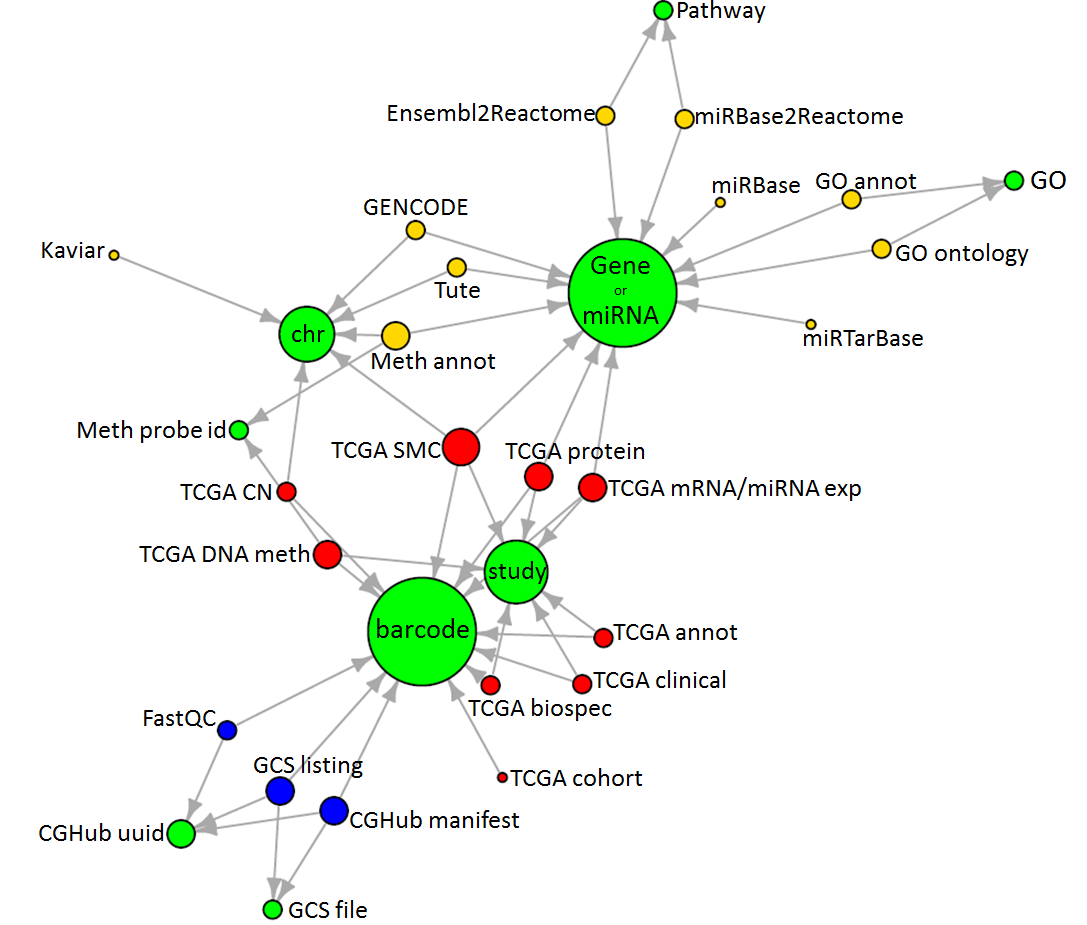 Pathway
Ensembl2Reactome
miRBase2Reactome
miRBase
GO annot
GO
GENCODE
Kaviar
GO ontology
Gene
or
miRNA
Tute
chr
miRTarBase
Meth annot
Meth probe id
TCGA SMC
TCGA protein
TCGA CN
TCGA mRNA/miRNA exp
TCGA DNA meth
study
barcode
TCGA annot
TCGA clinical
TCGA biospec
FastQC
GCS listing
TCGA cohort
CGHub manifest
CGHub uuid
GCS file